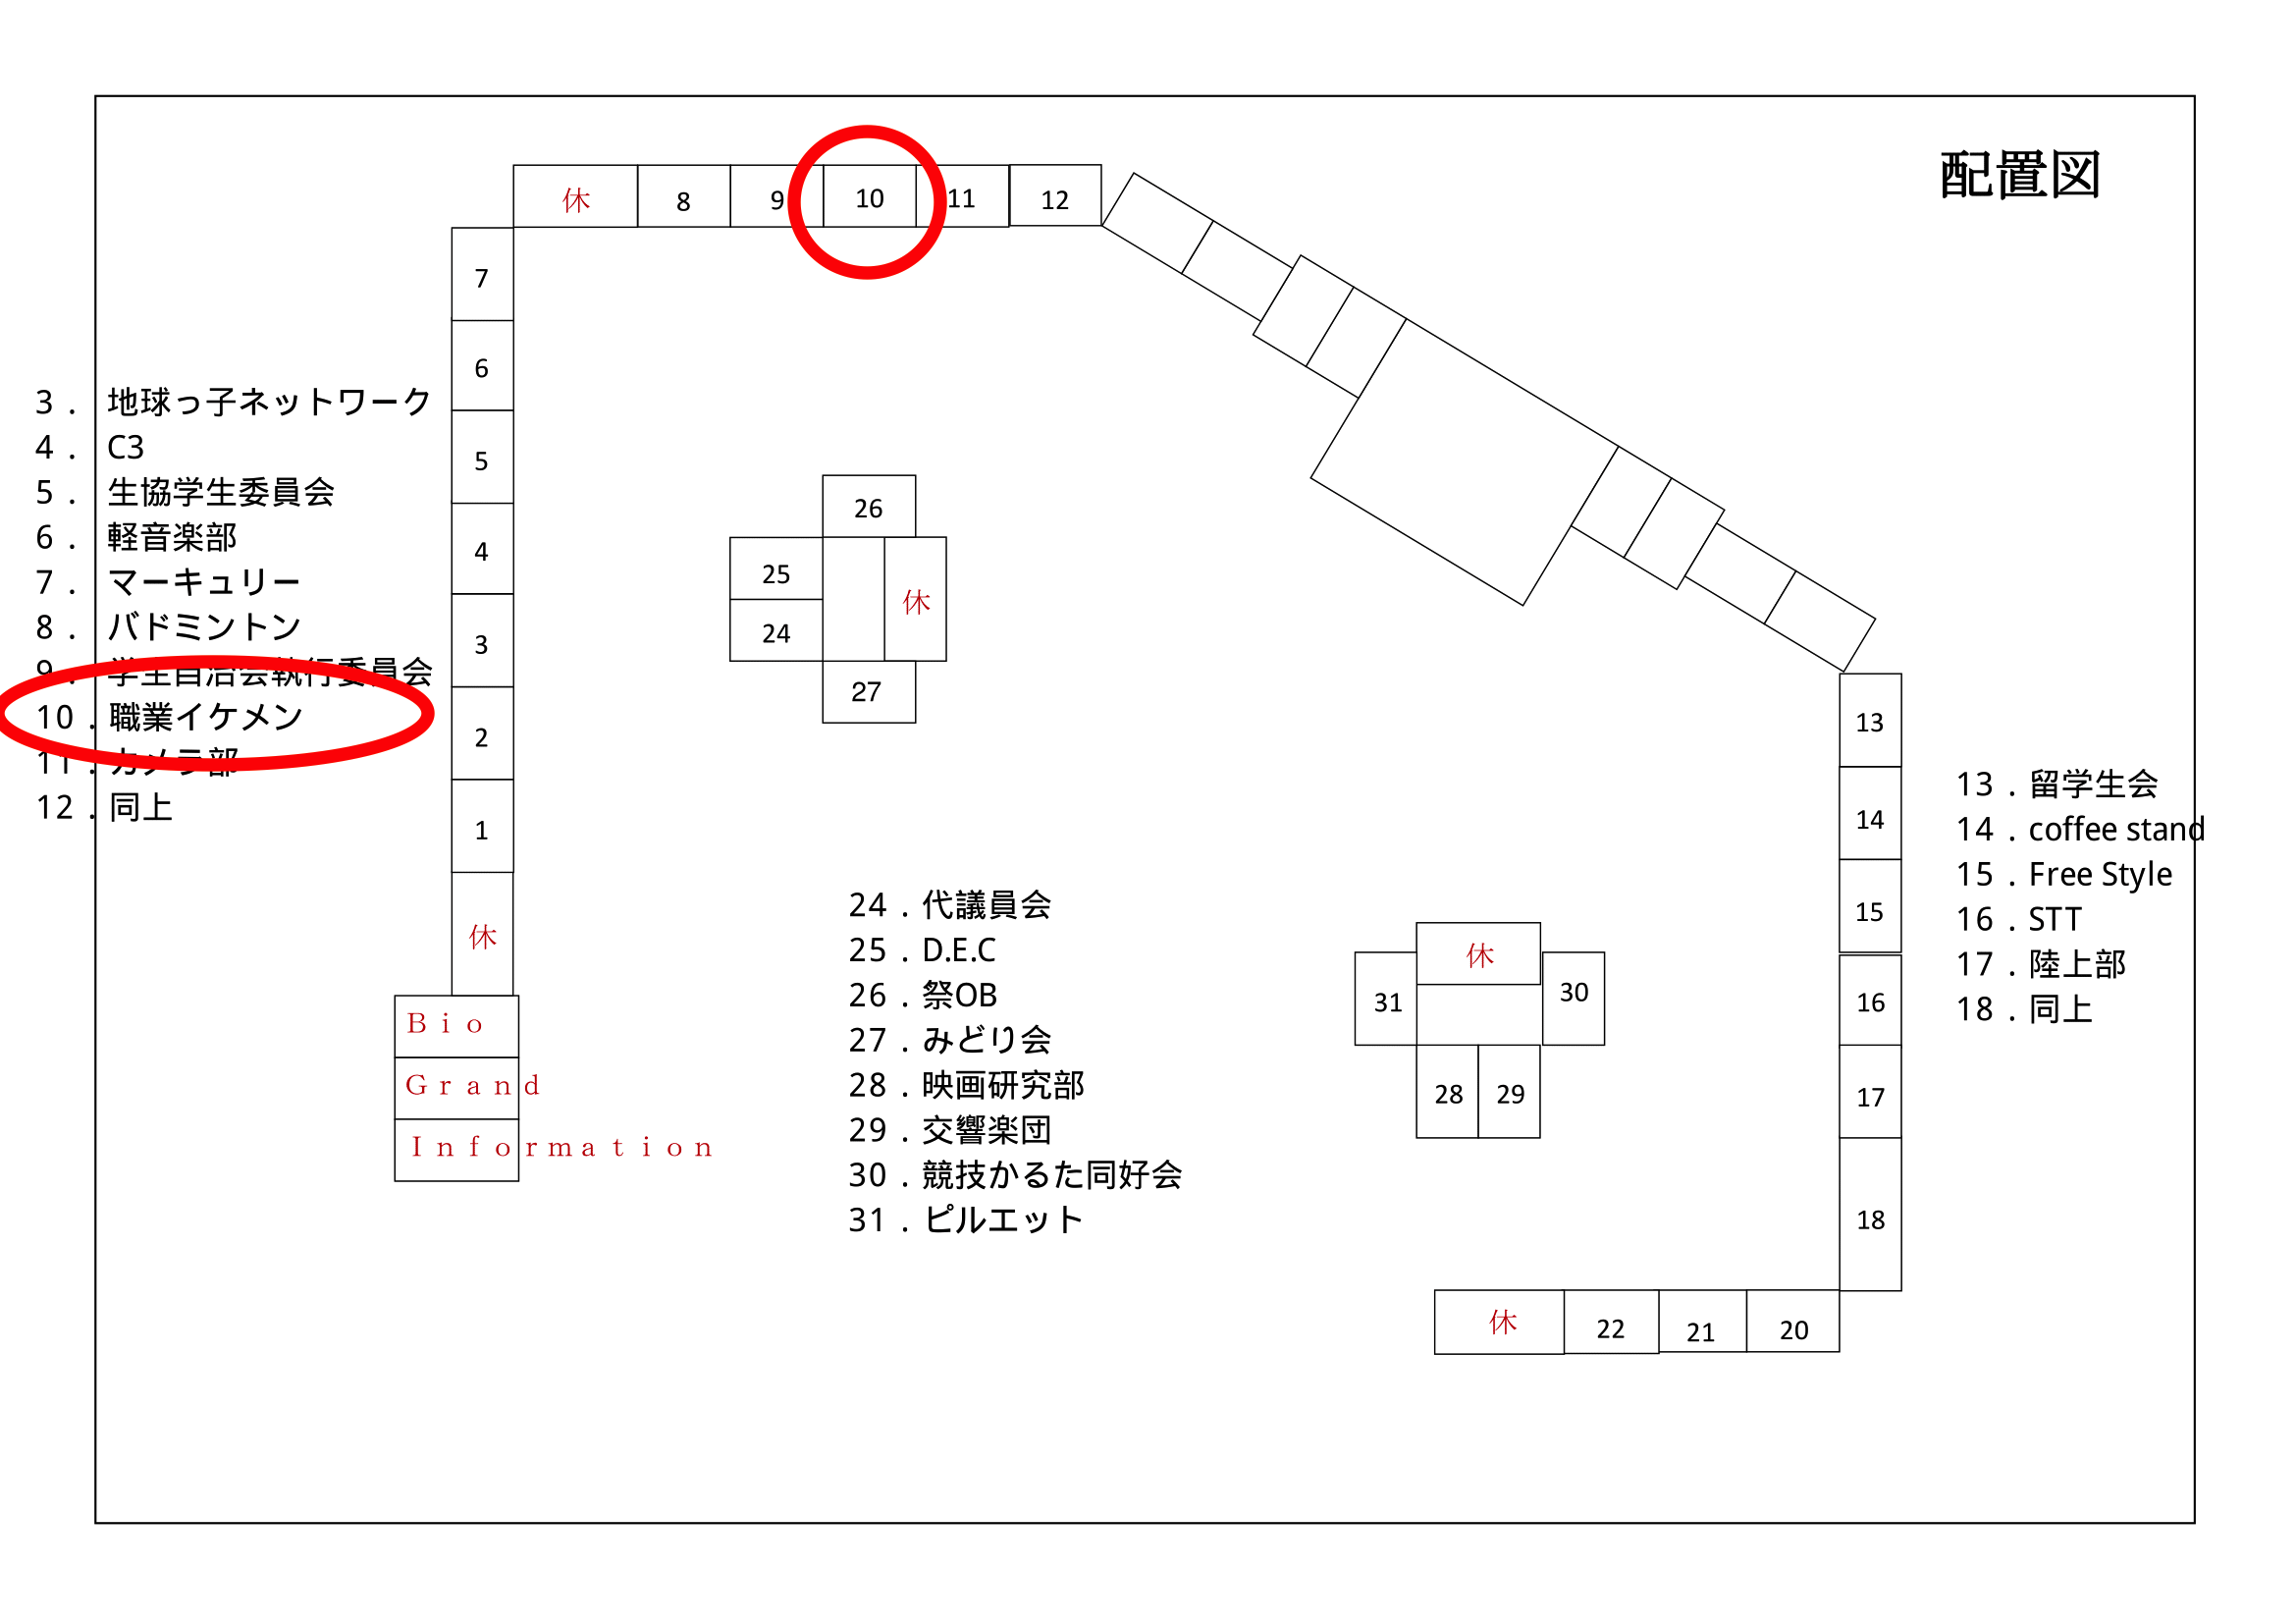 配置図
休 8 9 10 11 12
7
6
5
4
3
2
1
休
Ｂｉｏ
Ｇｒａｎｄ
Ｉｎｆｏｒｍａｔｉｏｎ
3． 地球っ子ネットワーク
4． C3
5． 生協学生委員会
6． 軽音楽部
7． マーキュリー
8． バドミントン
9． 学生自治会執行委員会
10．職業イケメン
11．カメラ部
12．同上
26
25
休
24
27
24．代議員会
25．D.E.C
26．祭OB
27．みどり会
28．映画研究部
29．交響楽団
30．競技かるた同好会
31．ピルエット
休
31
30
28 29
13
14
15
16
17
18
13．留学生会
14．coffee stand
15．Free Style
16．STT
17．陸上部
18．同上
休 22 21 20